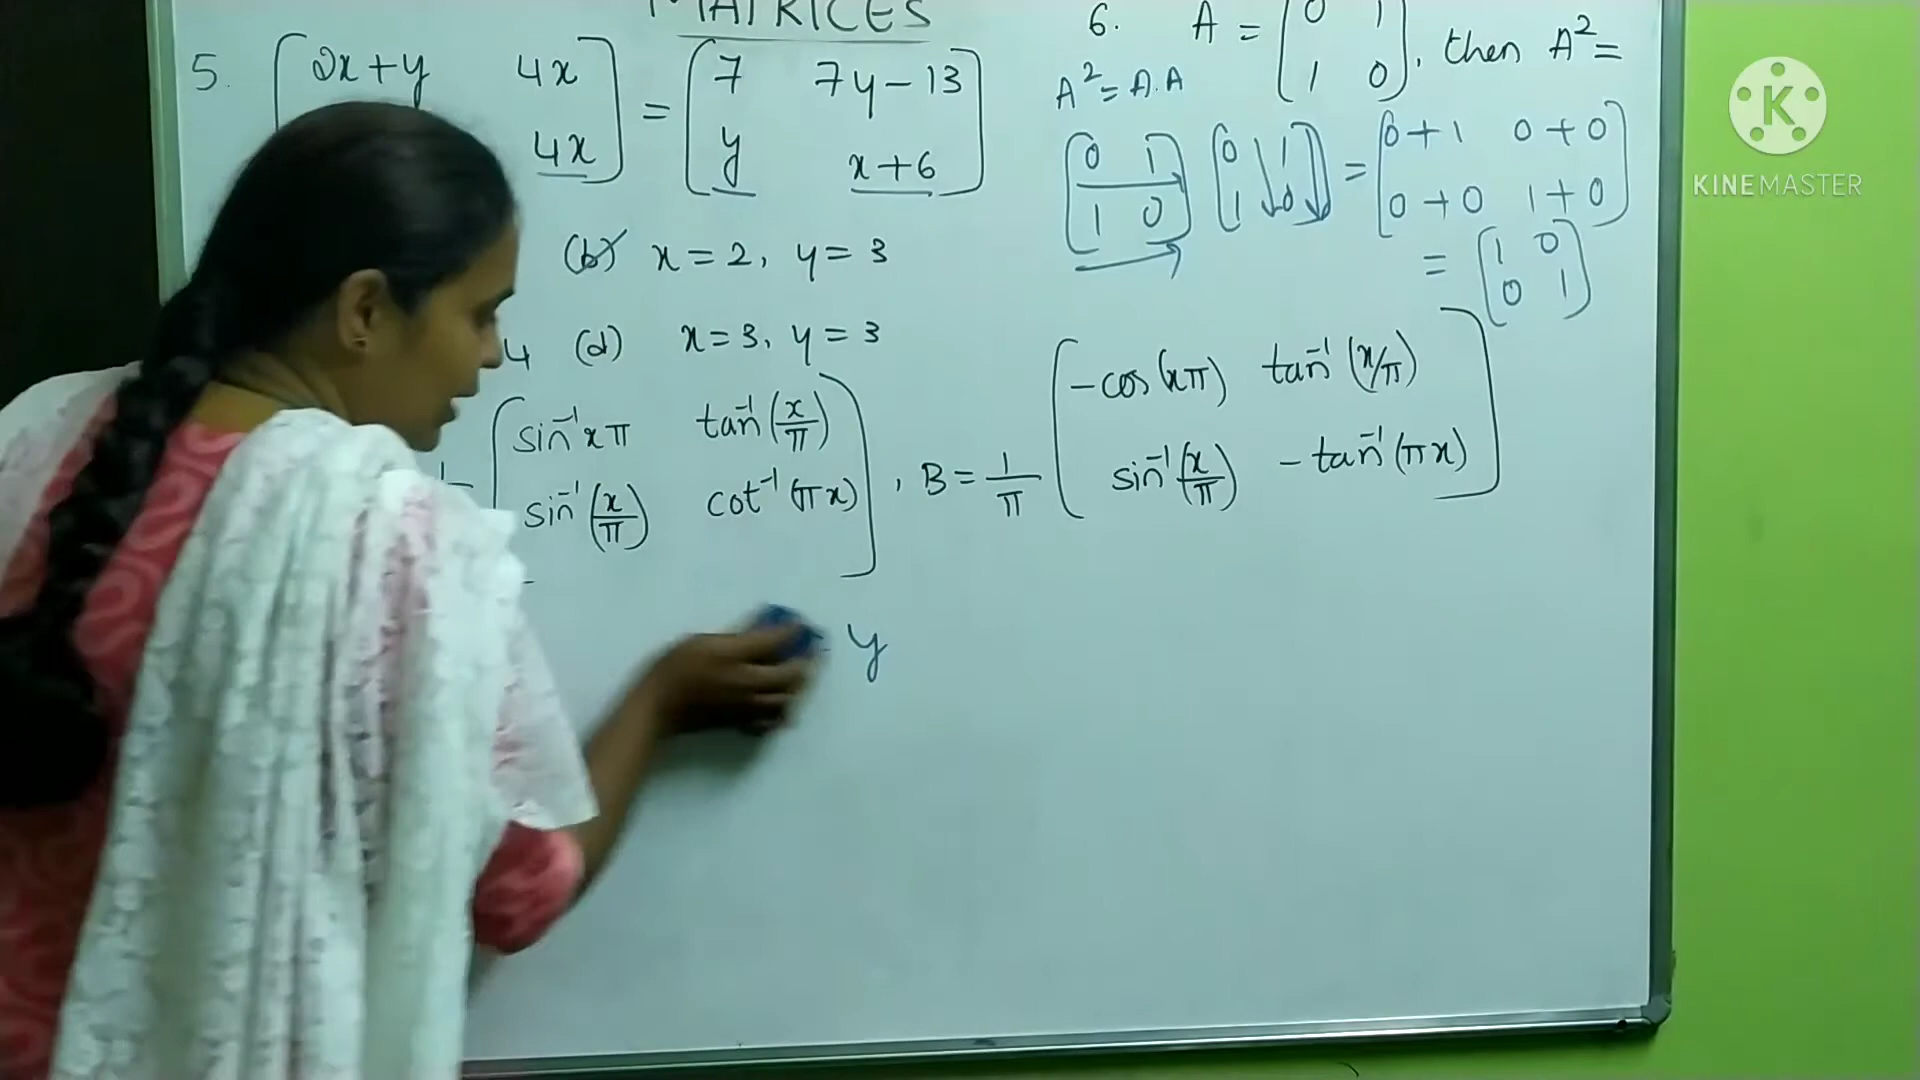 MATRICES
5. [2x+y 4x] = [7 7y-13]
4x y x+6
(b) x=2, y=3
4 (d) x=3, y=3
[sin⁻¹xπ tan⁻¹(x/π)]
[sin⁻¹(x/π) cot⁻¹(πx)] , B = 1/π [-cos(xπ) tan⁻¹(x/π)]
[sin⁻¹(x/π) -tan⁻¹(πx)]
y
6. A = [0 1
1 0], then A²=
A²=A.A
[0 1] [0 1] = [0+1 0+0]
[1 0] [1 0] [0+0 1+0]
= [1 0]
[0 1]
K
KINEMASTER